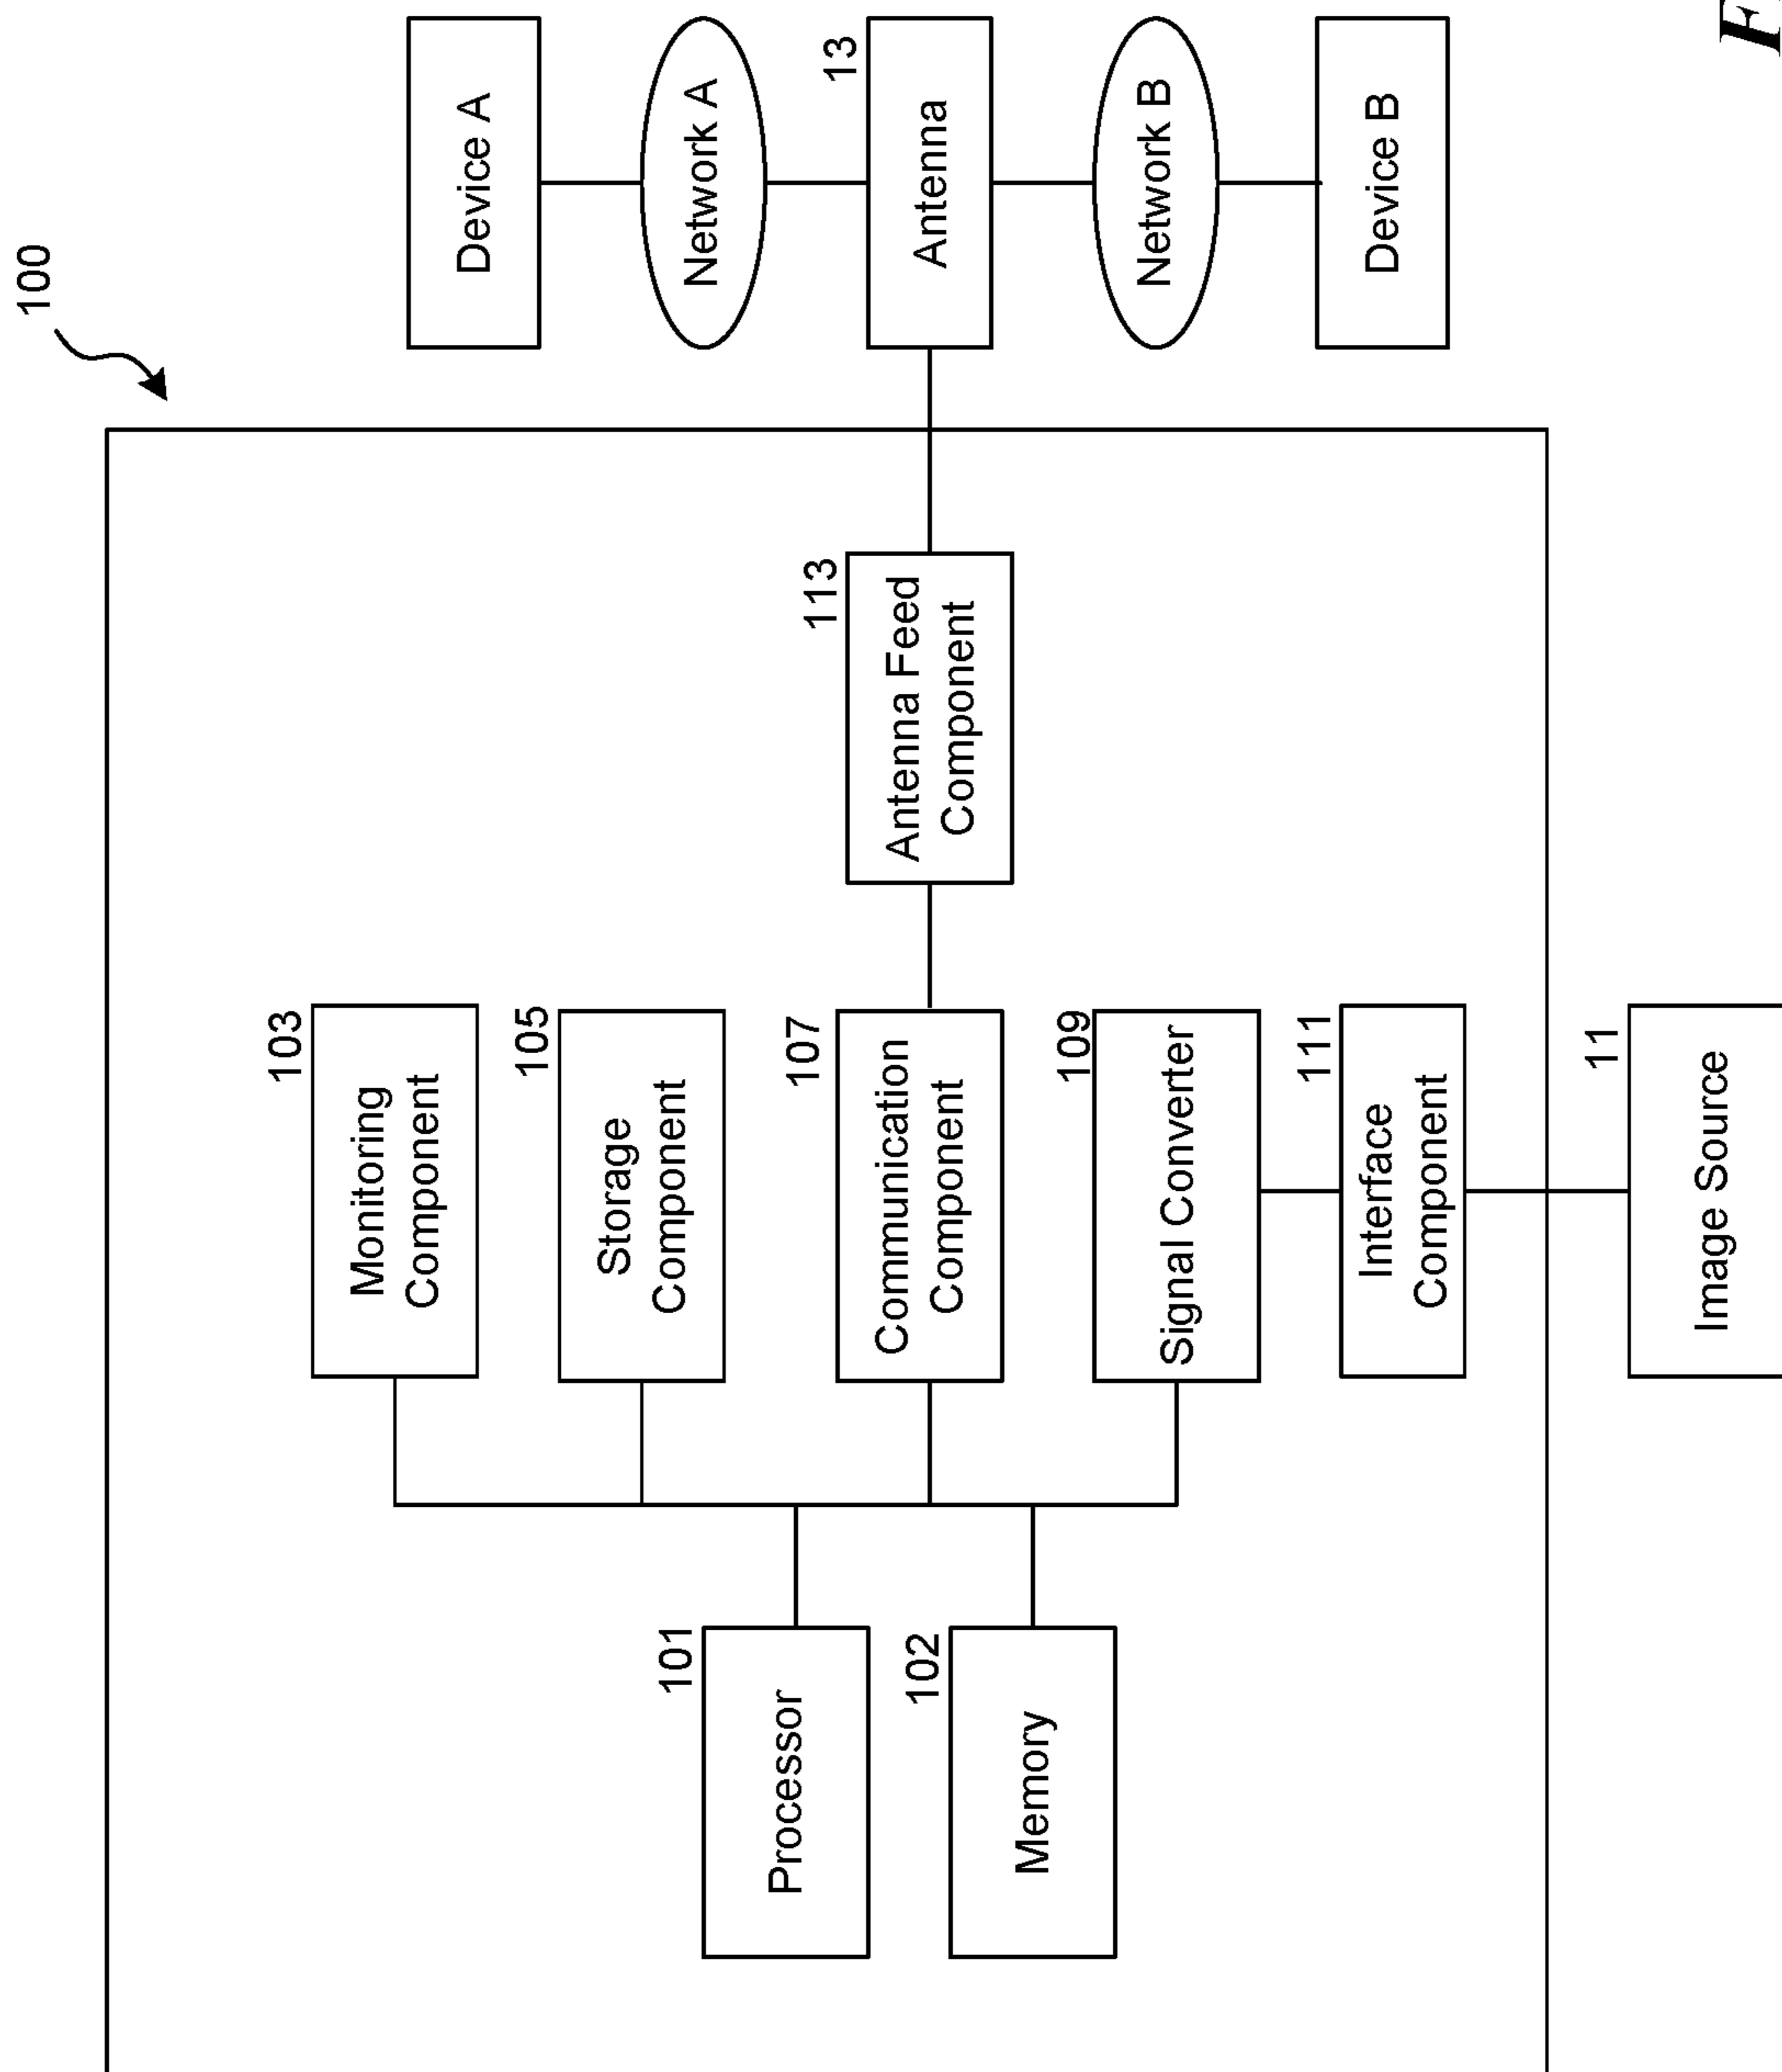 100
101
Processor
102
Memory
103
Monitoring
Component
105
Storage
Component
107
Communication
Component
109
Signal Converter
111
Interface
Component
11
Image Source
113
Antenna Feed
Component
Device A
Network A
13
Antenna
Network B
Device B